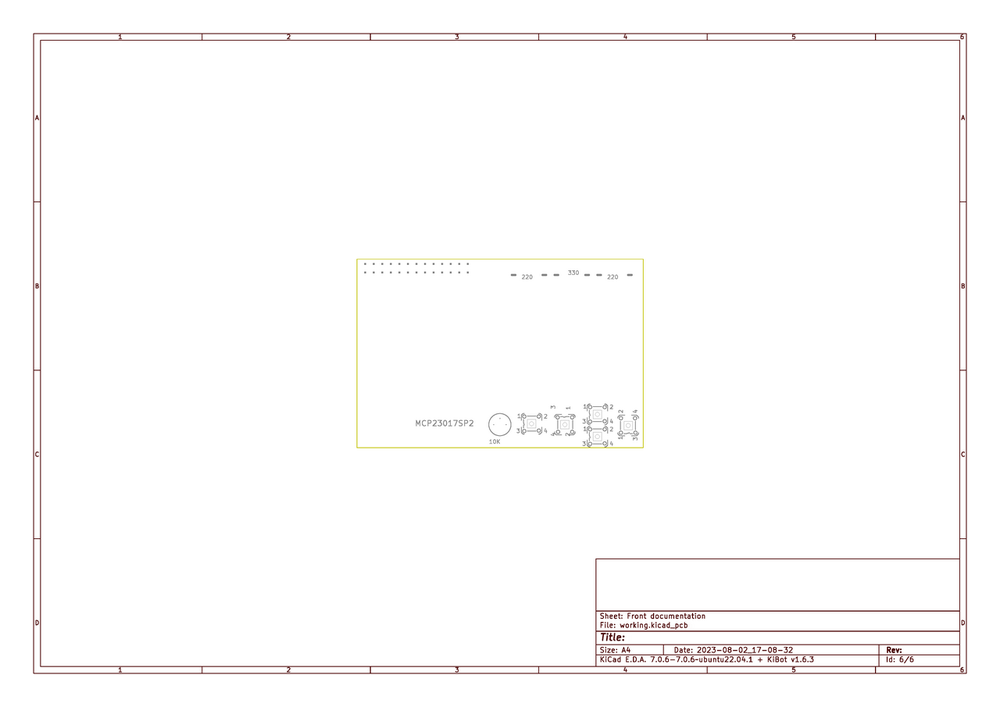 1 2 3 4 5 6
A A
220 330 220
B B
3 1 1 2 2 4
1 2
MCP23017SP2
3 4 4 2 3 4 1 3
1 2
10K 3 4
C C
Sheet: Front documentation
File: working.kicad_pcb
D D
Title:
Size: A4 Date: 2023-08-02_17-08-32 Rev:
KiCad E.D.A. 7.0.6-7.0.6-ubuntu22.04.1 + KiBot v1.6.3 Id: 6/6
1 2 3 4 5 6